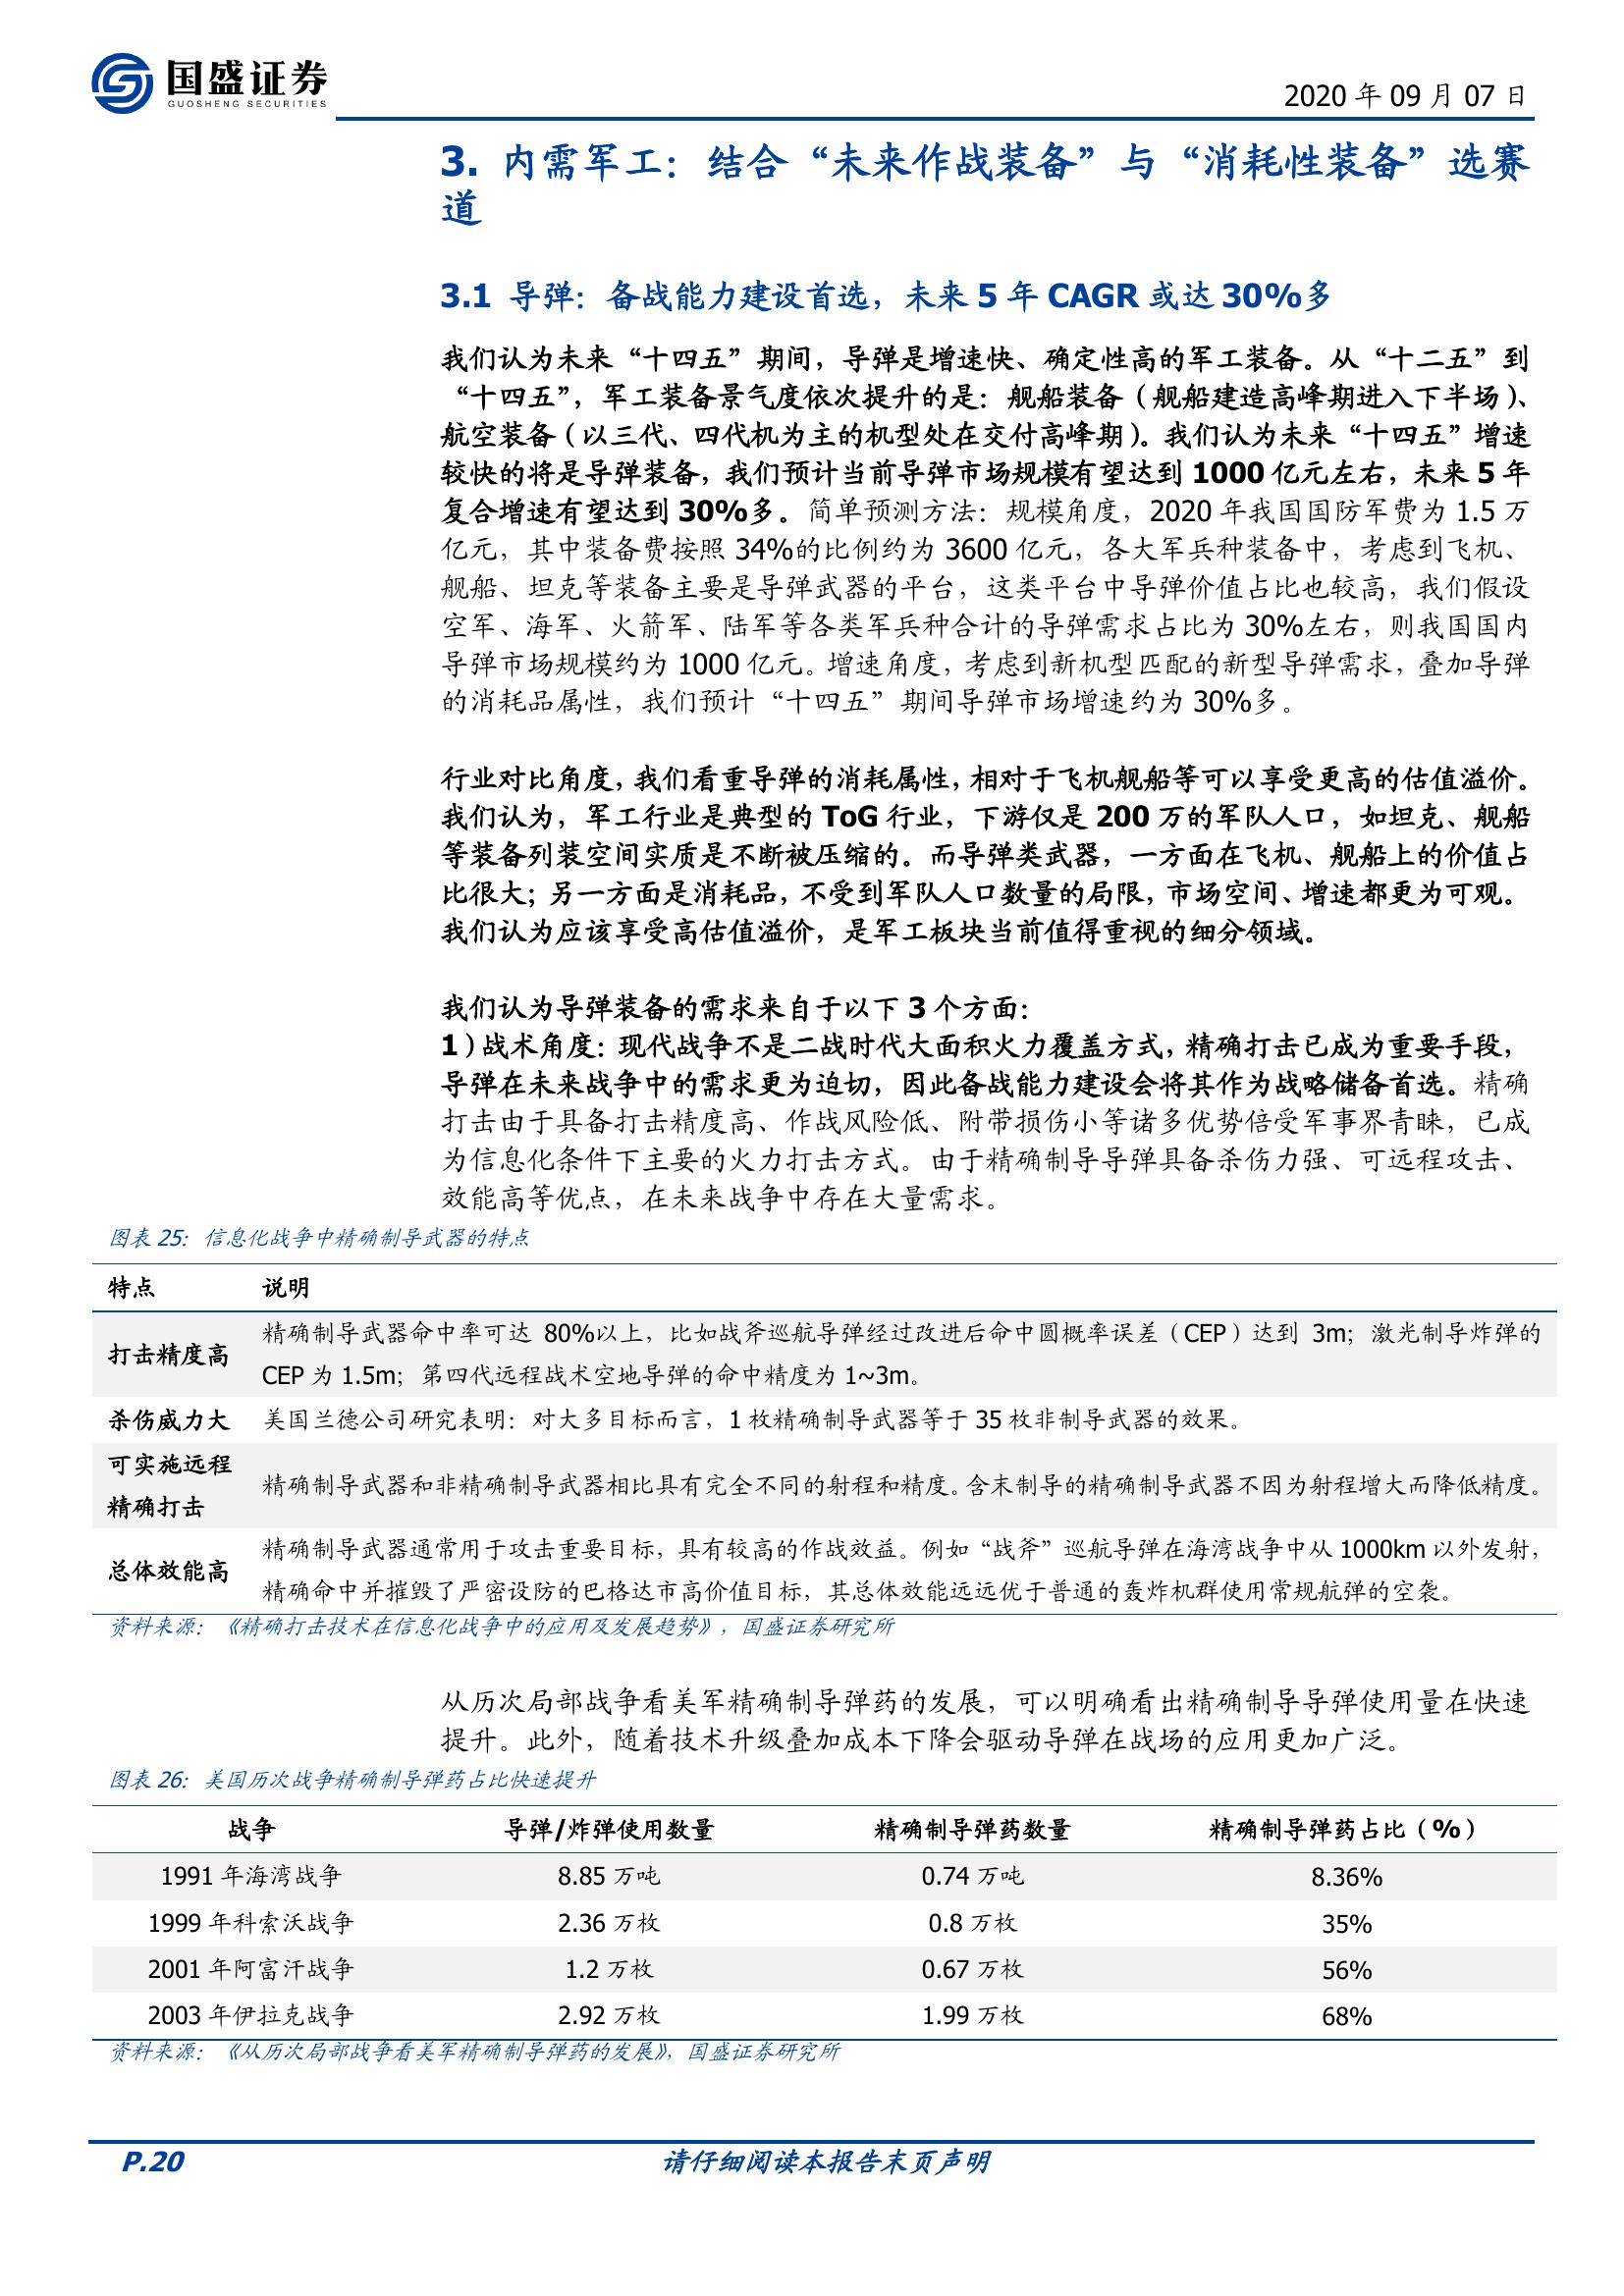 国盛证券
GUOSHENG SECURITIES
2020 年 09 月 07 日
3. 内需军工：结合“未来作战装备”与“消耗性装备”选赛
道
3.1 导弹：备战能力建设首选，未来 5 年 CAGR 或达 30%多
我们认为未来“十四五”期间，导弹是增速快、确定性高的军工装备。从“十二五”到
“十四五”，军工装备景气度依次提升的是：舰船装备（舰船建造高峰期进入下半场）、
航空装备（以三代、四代机为主的机型处在交付高峰期）。我们认为未来“十四五”增速
较快的将是导弹装备，我们预计当前导弹市场规模有望达到 1000 亿元左右，未来 5 年
复合增速有望达到 30%多。简单预测方法：规模角度，2020 年我国国防军费为 1.5 万
亿元，其中装备费按照 34%的比例约为 3600 亿元，各大军兵种装备中，考虑到飞机、
舰船、坦克等装备主要是导弹武器的平台，这类平台中导弹价值占比也较高，我们假设
空军、海军、火箭军、陆军等各类军兵种合计的导弹需求占比为 30%左右，则我国国内
导弹市场规模约为 1000 亿元。增速角度，考虑到新机型匹配的新型导弹需求，叠加导弹
的消耗品属性，我们预计“十四五”期间导弹市场增速约为 30%多。
行业对比角度，我们看重导弹的消耗属性，相对于飞机舰船等可以享受更高的估值溢价。
我们认为，军工行业是典型的 ToG 行业，下游仅是 200 万的军队人口，如坦克、舰船
等装备列装空间实质是不断被压缩的。而导弹类武器，一方面在飞机、舰船上的价值占
比很大；另一方面是消耗品，不受到军队人口数量的局限，市场空间、增速都更为可观。
我们认为应该享受高估值溢价，是军工板块当前值得重视的细分领域。
我们认为导弹装备的需求来自于以下 3 个方面：
1）战术角度：现代战争不是二战时代大面积火力覆盖方式，精确打击已成为重要手段，
导弹在未来战争中的需求更为迫切，因此备战能力建设会将其作为战略储备首选。精确
打击由于具备打击精度高、作战风险低、附带损伤小等诸多优势倍受军事界青睐，已成
为信息化条件下主要的火力打击方式。由于精确制导导弹具备杀伤力强、可远程攻击、
效能高等优点，在未来战争中存在大量需求。
图表 25：信息化战争中精确制导武器的特点
特点 说明
打击精度高 精确制导武器命中率可达 80%以上，比如战斧巡航导弹经过改进后命中圆概率误差（CEP）达到 3m；激光制导炸弹的
CEP 为 1.5m；第四代远程战术空地导弹的命中精度为 1~3m。
杀伤威力大 美国兰德公司研究表明：对大多目标而言，1 枚精确制导武器等于 35 枚非制导武器的效果。
可实施远程
精确打击 精确制导武器和非精确制导武器相比具有完全不同的射程和精度。含末制导的精确制导武器不因为射程增大而降低精度。
总体效能高 精确制导武器通常用于攻击重要目标，具有较高的作战效益。例如“战斧”巡航导弹在海湾战争中从 1000km 以外发射，
精确命中并摧毁了严密设防的巴格达市高价值目标，其总体效能远远优于普通的轰炸机群使用常规航弹的空袭。
资料来源：《精确打击技术在信息化战争中的应用及发展趋势》，国盛证券研究所
从历次局部战争看美军精确制导弹药的发展，可以明确看出精确制导导弹使用量在快速
提升。此外，随着技术升级叠加成本下降会驱动导弹在战场的应用更加广泛。
图表 26：美国历次战争精确制导弹药占比快速提升
战争 导弹/炸弹使用数量 精确制导弹药数量 精确制导弹药占比（%）
1991 年海湾战争 8.85 万吨 0.74 万吨 8.36%
1999 年科索沃战争 2.36 万枚 0.8 万枚 35%
2001 年阿富汗战争 1.2 万枚 0.67 万枚 56%
2003 年伊拉克战争 2.92 万枚 1.99 万枚 68%
资料来源：《从历次局部战争看美军精确制导弹药的发展》，国盛证券研究所
P.20 请仔细阅读本报告末页声明